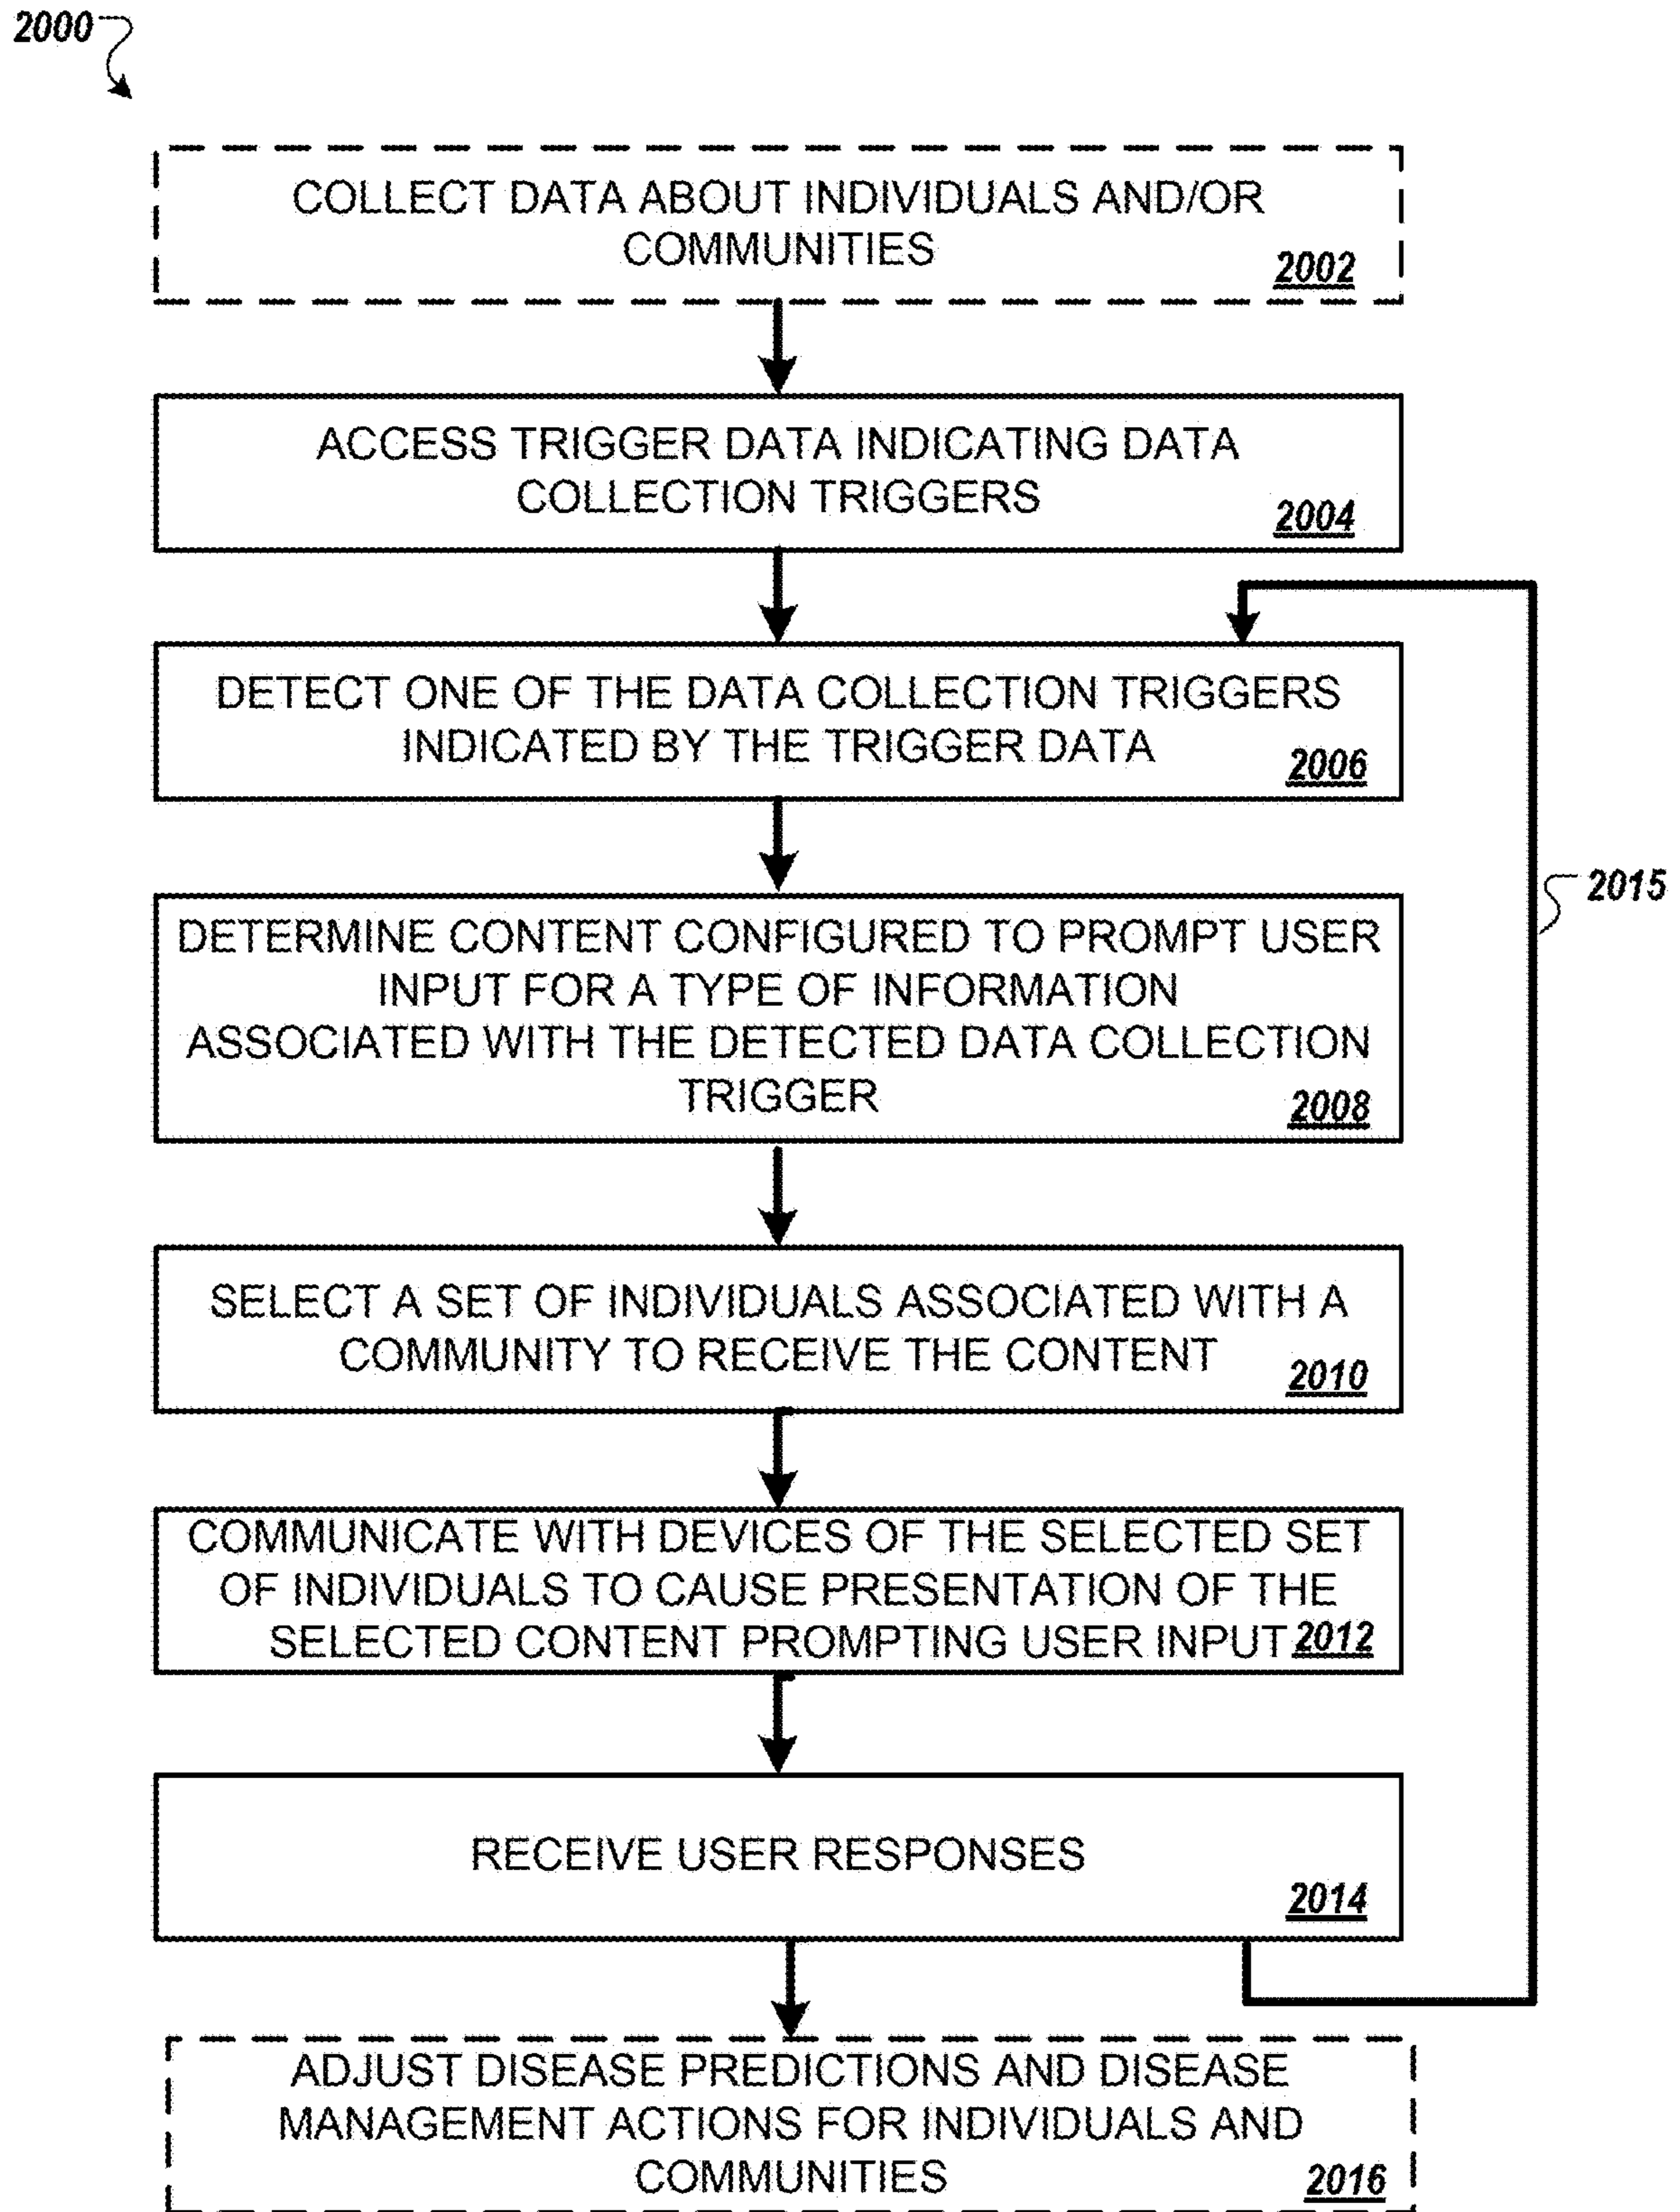 2000
COLLECT DATA ABOUT INDIVIDUALS AND/OR
COMMUNITIES
2002
ACCESS TRIGGER DATA INDICATING DATA
COLLECTION TRIGGERS
2004
DETECT ONE OF THE DATA COLLECTION TRIGGERS
INDICATED BY THE TRIGGER DATA
2006
2015
DETERMINE CONTENT CONFIGURED TO PROMPT USER
INPUT FOR A TYPE OF INFORMATION
ASSOCIATED WITH THE DETECTED DATA COLLECTION
TRIGGER
2008
SELECT A SET OF INDIVIDUALS ASSOCIATED WITH A
COMMUNITY TO RECEIVE THE CONTENT
2010
COMMUNICATE WITH DEVICES OF THE SELECTED SET
OF INDIVIDUALS TO CAUSE PRESENTATION OF THE
SELECTED CONTENT PROMPTING USER INPUT 2012
RECEIVE USER RESPONSES
2014
ADJUST DISEASE PREDICTIONS AND DISEASE
MANAGEMENT ACTIONS FOR INDIVIDUALS AND
COMMUNITIES
2016